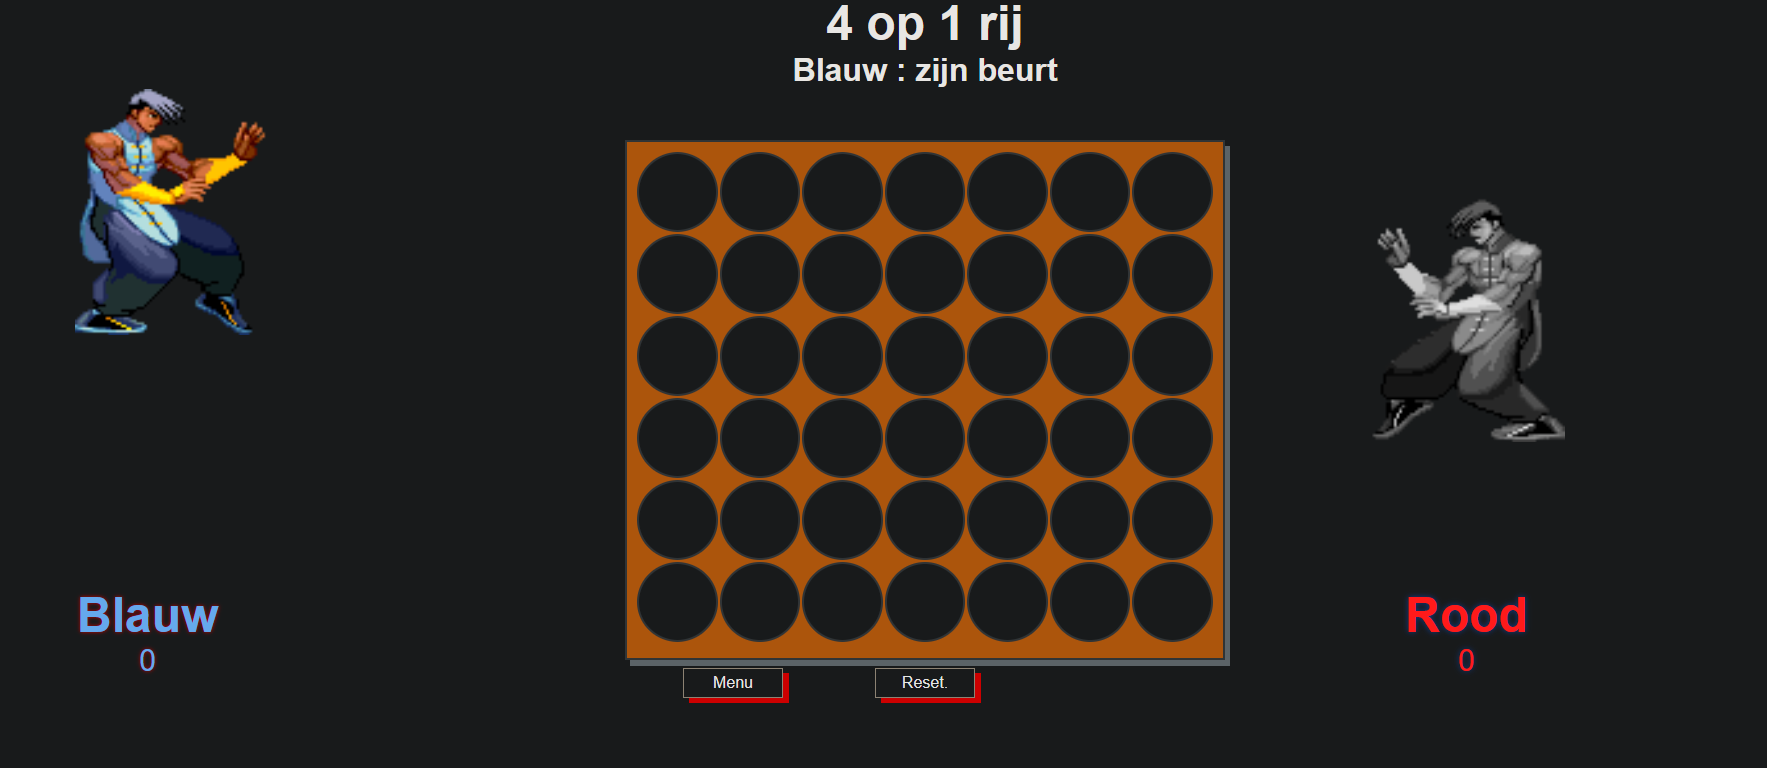 4 op 1 rij
Blauw : zijn beurt
Blauw
0
Rood
0
Menu
Reset.